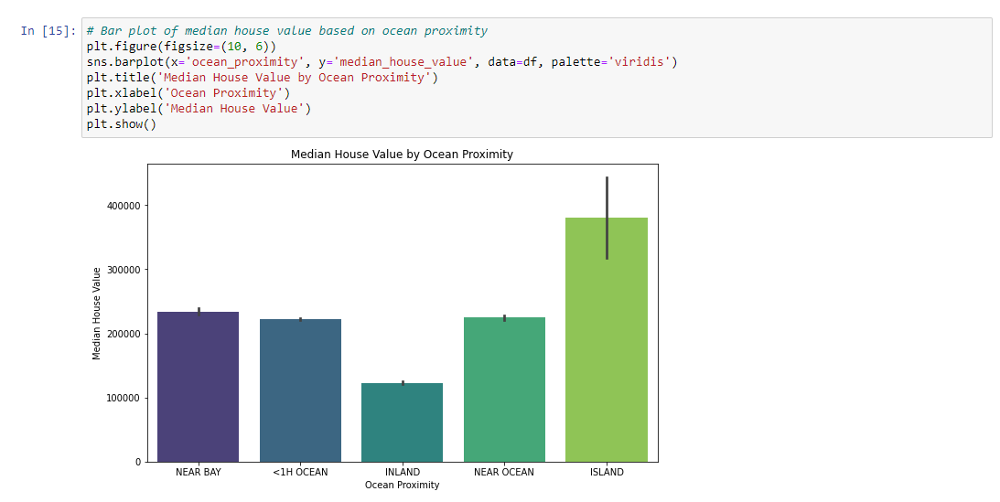 In [15]: # Bar plot of median house value based on ocean proximity
plt.figure(figsize=(10, 6))
sns.barplot(x='ocean_proximity', y='median_house_value', data=df, palette='viridis')
plt.title('Median House Value by Ocean Proximity')
plt.xlabel('Ocean Proximity')
plt.ylabel('Median House Value')
plt.show()
Median House Value by Ocean Proximity
400000
300000
200000
100000
0
Median House Value
NEAR BAY <1H OCEAN INLAND NEAR OCEAN ISLAND
Ocean Proximity